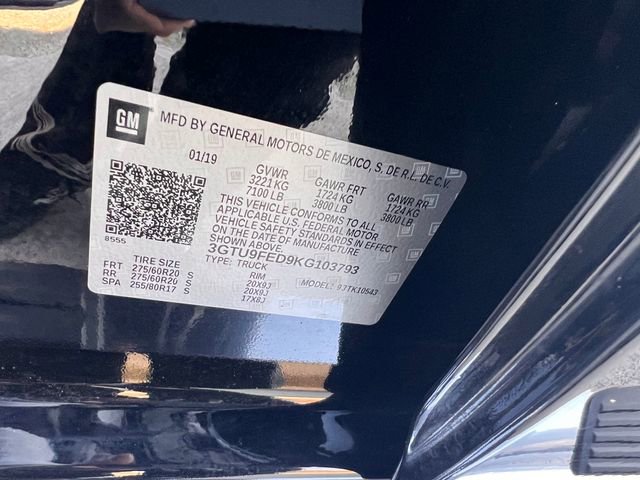 GM
MFD BY GENERAL MOTORS DE MEXICO, S. DE R.L. DE C.V.
01/19 GVWR GAWR FRT GAWR RR
3221 KG 1724 KG 1724 KG
7100 LB 3800 LB 3800 LB
THIS VEHICLE CONFORMS TO ALL
APPLICABLE U.S. FEDERAL MOTOR
VEHICLE SAFETY STANDARDS IN EFFECT
ON THE DATE OF MANUFACTURE
SHOWN ABOVE.
8555 3GTU9FED9KG103793
TYPE: TRUCK MODEL: 93TK10543
TIRE SIZE RIM
FRT 275/60R20 S 20X9J
RR 275/60R20 S 20X9J
SPA 255/80R17 S 17X8J